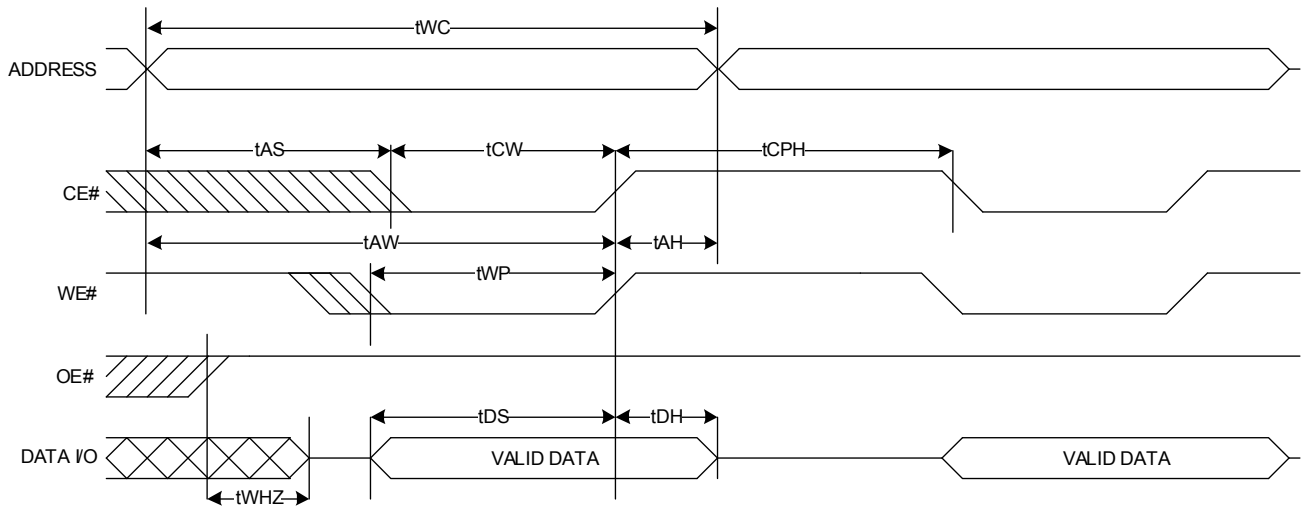 tWC
ADDRESS
tAS tCW tCPH
CE#
tAW tAH
tWP
WE#
OE#
tDS tDH
DATA I/O VALID DATA VALID DATA
tWHZ